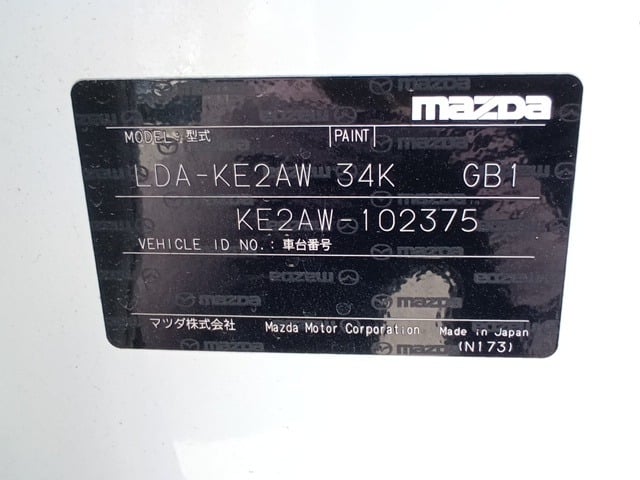 mazda
MODEL : 型式 PAINT
LDA-KE2AW 34K GB1
KE2AW-102375
VEHICLE ID NO. : 車台番号
マツダ株式会社 Mazda Motor Corporation Made in Japan
(N173)